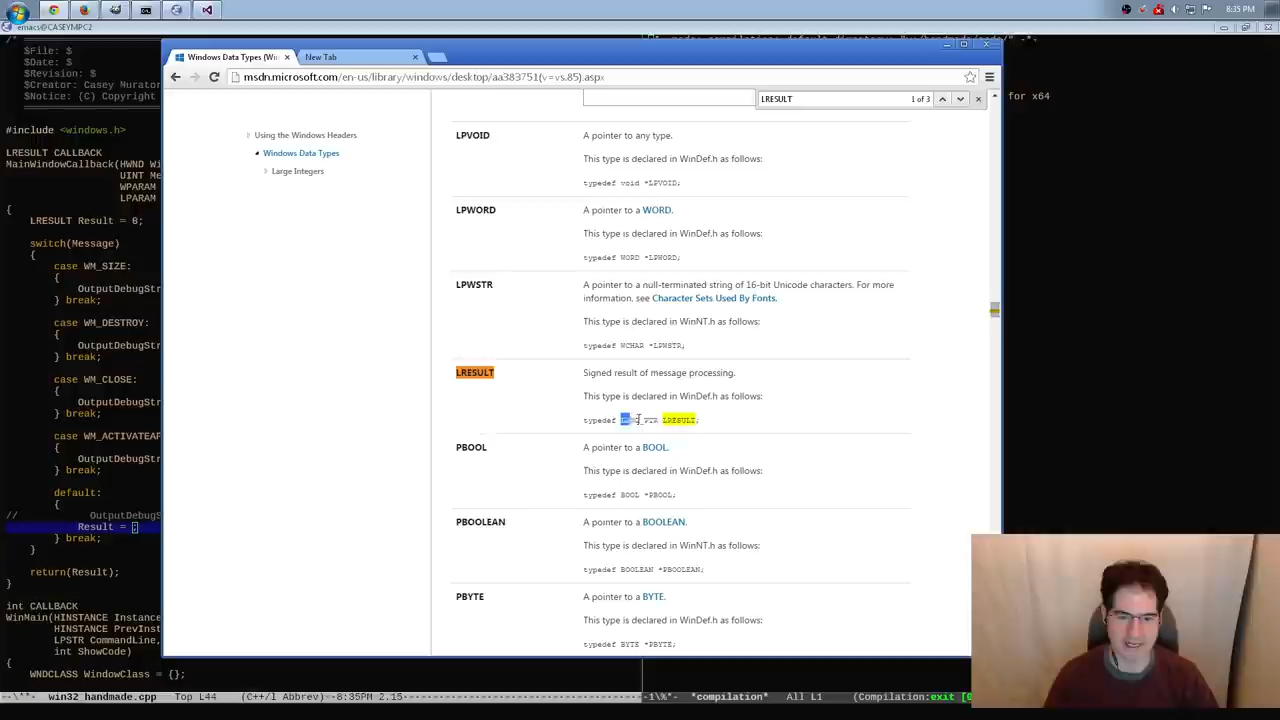 8:35 PM
emacs@CASEYMPC2
/*
$File: $
$Date: $
$Revision: $
$Creator: Casey Murator
$Notice: (C) Copyright
#include <windows.h>
LRESULT CALLBACK
MainWindowCallback(HWND Wi
UINT Me
WPARAM
LPARAM
{
LRESULT Result = 0;
switch(Message)
{
case WM_SIZE:
{
OutputDebugStr
} break;
case WM_DESTROY:
{
OutputDebugStr
} break;
case WM_CLOSE:
{
OutputDebugStr
} break;
case WM_ACTIVATEAP
{
OutputDebugStr
} break;
default:
{
// OutputDebugS
Result = ;
} break;
}
return(Result);
}
int CALLBACK
WinMain(HINSTANCE Instanc
HINSTANCE PrevInst
LPSTR CommandLine,
int ShowCode)
{
WNDCLASS WindowClass = {};
-\**- win32_handmade.cpp Top L44 (C++/l Abbrev)-8:35PM 2.15
Windows Data Types (Win
New Tab
msdn.microsoft.com/en-us/library/windows/desktop/aa383751(v=vs.85).aspx
LRESULT 1 of 3
Using the Windows Headers
Windows Data Types
Large Integers
LPVOID A pointer to any type.
This type is declared in WinDef.h as follows:
typedef void *LPVOID;
LPWORD A pointer to a WORD.
This type is declared in WinDef.h as follows:
typedef WORD *LPWORD;
LPWSTR A pointer to a null-terminated string of 16-bit Unicode characters. For more
information, see Character Sets Used By Fonts.
This type is declared in WinNT.h as follows:
typedef WCHAR *LPWSTR;
LRESULT Signed result of message processing.
This type is declared in WinDef.h as follows:
typedef LRESULT;
PBOOL A pointer to a BOOL.
This type is declared in WinDef.h as follows:
typedef BOOL *PBOOL;
PBOOLEAN A pointer to a BOOLEAN.
This type is declared in WinNT.h as follows:
typedef BOOLEAN *PBOOLEAN;
PBYTE A pointer to a BYTE.
This type is declared in WinDef.h as follows:
typedef BYTE *PBYTE;
for x64
-1\%*- *compilation* All L1 (Compilation:exit [0